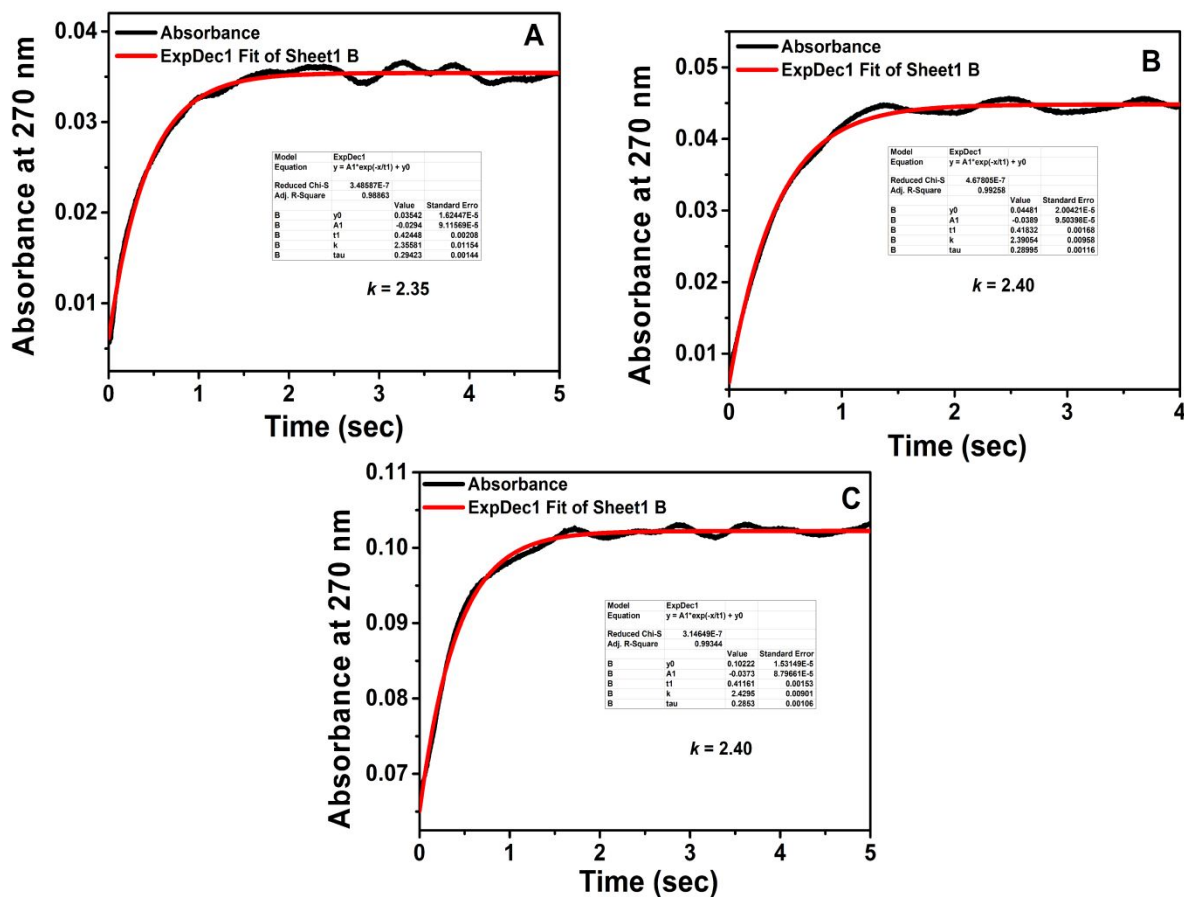 A
Absorbance
ExpDec1 Fit of Sheet1 B
Absorbance at 270 nm
0.04
0.03
0.02
0.01
Model ExpDec1
Equation y = A1*exp(-x/t1) + y0
Reduced Chi-S 3.48587E-7
Adj. R-Square 0.98863
Value Standard Erro
B y0 0.03542 1.62447E-5
B A1 -0.0294 9.11569E-5
B t1 0.42448 0.00208
B k 2.35581 0.01154
B tau 0.29423 0.00144
k = 2.35
0 1 2 3 4 5
Time (sec)
B
Absorbance
ExpDec1 Fit of Sheet1 B
Absorbance at 270 nm
0.05
0.04
0.03
0.02
0.01
Model ExpDec1
Equation y = A1*exp(-x/t1) + y0
Reduced Chi-S 4.67805E-7
Adj. R-Square 0.99258
Value Standard Erro
B y0 0.04481 2.00421E-5
B A1 -0.0389 9.50398E-5
B t1 0.41832 0.00168
B k 2.39054 0.00958
B tau 0.28995 0.00116
k = 2.40
0 1 2 3 4
Time (sec)
C
Absorbance
ExpDec1 Fit of Sheet1 B
Absorbance at 270 nm
0.11
0.10
0.09
0.08
0.07
Model ExpDec1
Equation y = A1*exp(-x/t1) + y0
Reduced Chi-S 3.14649E-7
Adj. R-Square 0.99344
Value Standard Error
B y0 0.10222 1.53149E-5
B A1 -0.0373 8.79661E-5
B t1 0.41161 0.00153
B k 2.4295 0.00901
B tau 0.2853 0.00106
k = 2.40
0 1 2 3 4 5
Time (sec)